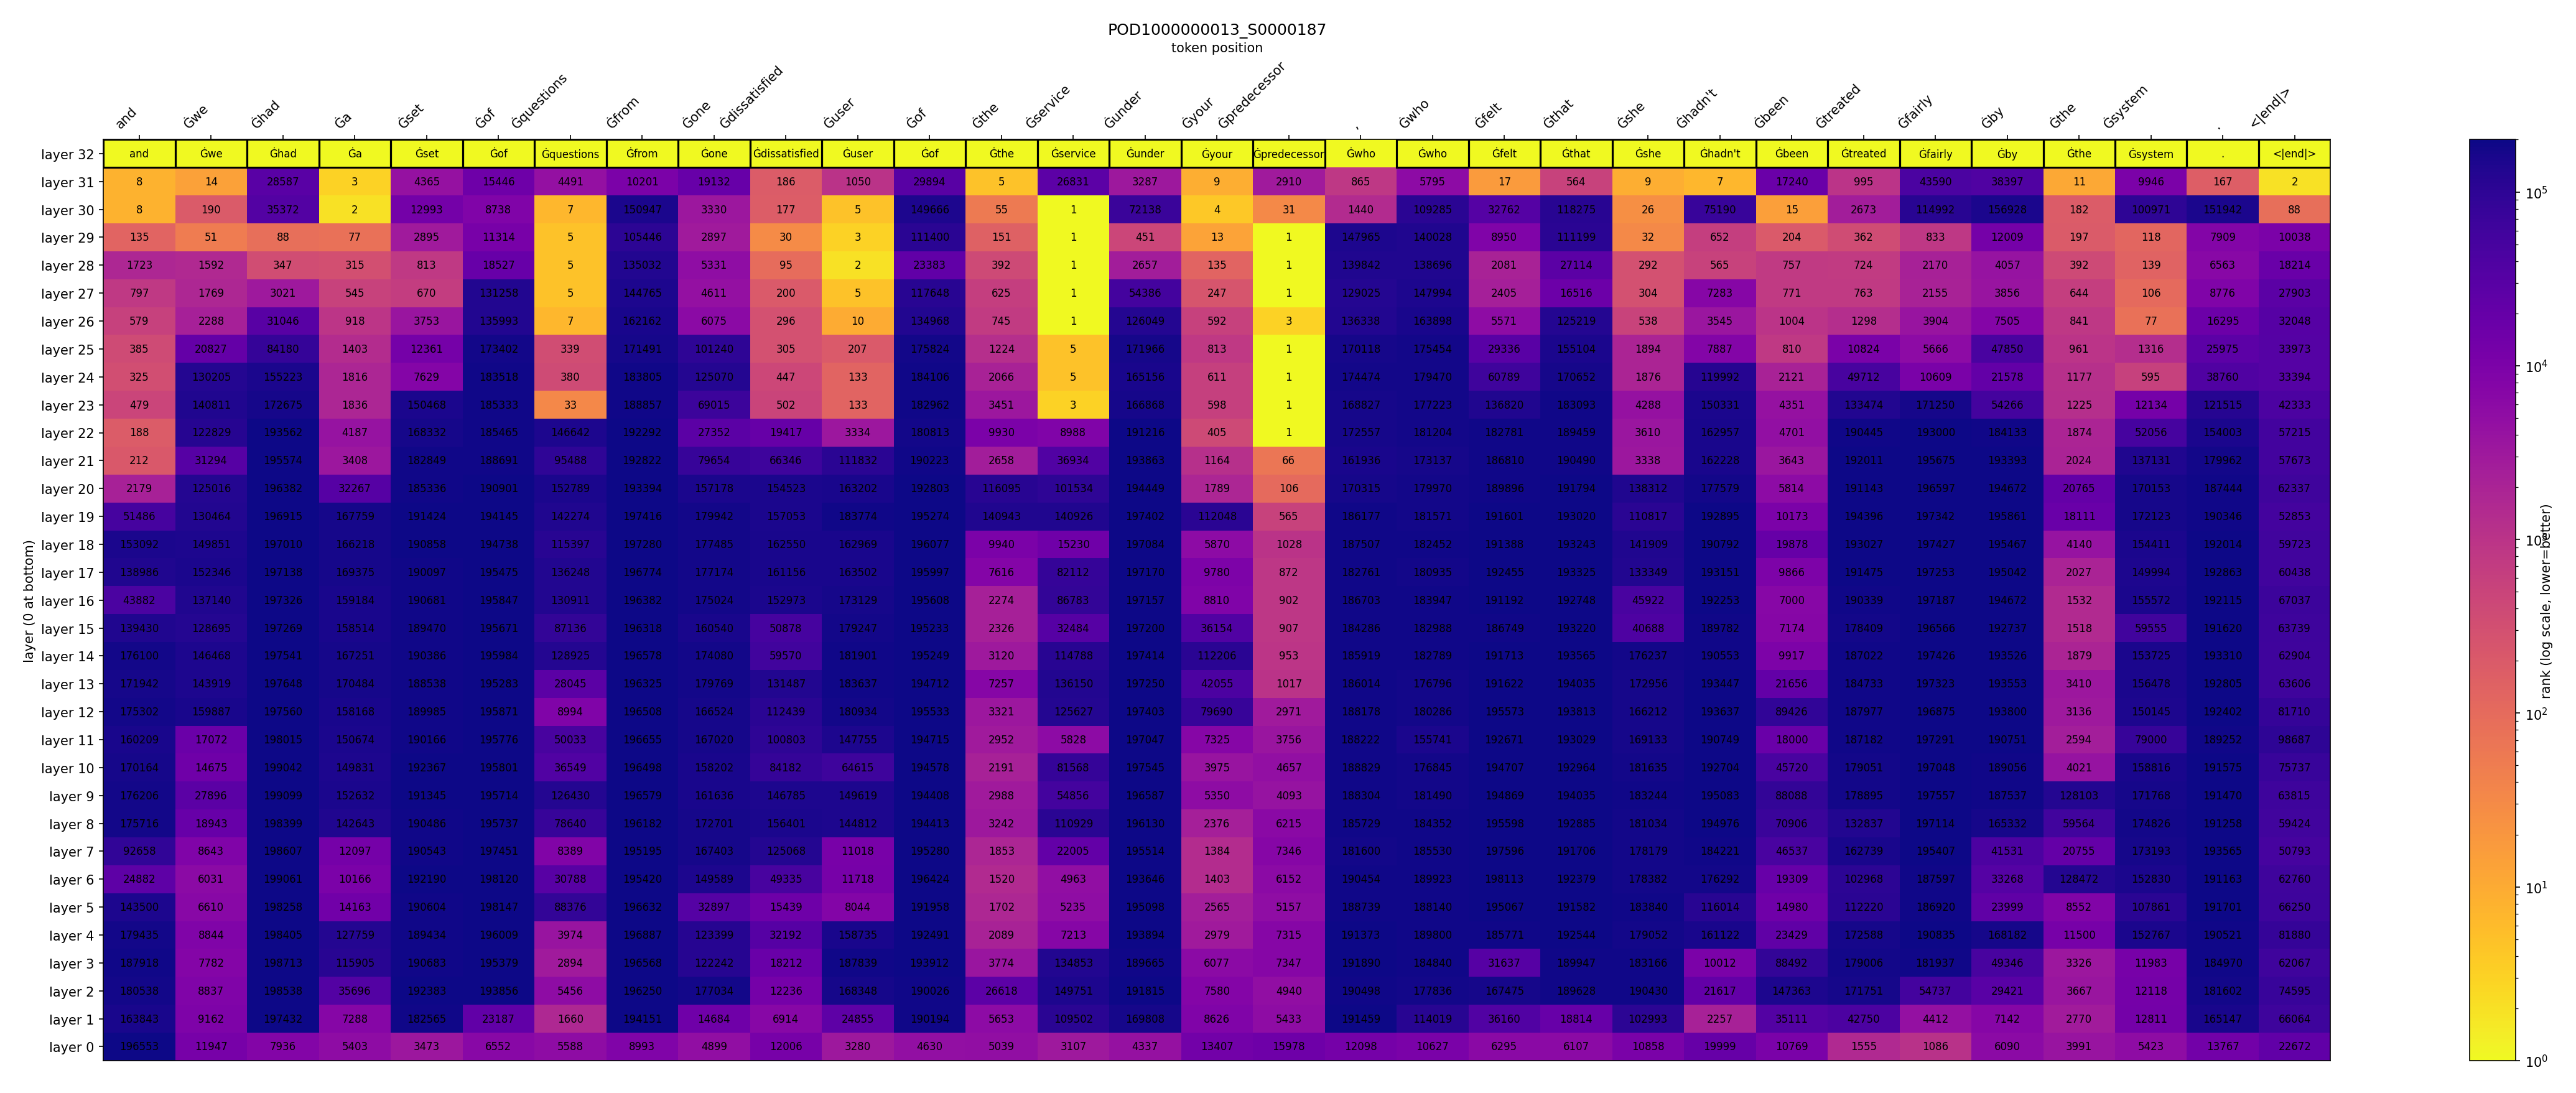 POD1000000013_S0000187
token position
and Ġwe Ġhad Ġa Ġset Ġof Ġquestions Ġfrom Ġone Ġdissatisfied Ġuser Ġof Ġthe Ġservice Ġunder Ġyour Ġpredecessor , Ġwho Ġfelt Ġthat Ġshe Ġhadn't Ġbeen Ġtreated Ġfairly Ġby Ġthe Ġsystem . <|end|>
layer 32 and Ġwe Ġhad Ġa Ġset Ġof Ġquestions Ġfrom Ġone Ġdissatisfied Ġuser Ġof Ġthe Ġservice Ġunder Ġyour Ġpredecessor Ġwho Ġwho Ġfelt Ġthat Ġshe Ġhadn't Ġbeen Ġtreated Ġfairly Ġby Ġthe Ġsystem . <|end|>
layer 31 8 14 28587 3 4365 15446 4491 10201 19132 186 1050 29894 5 26831 3287 9 2910 865 5795 17 564 9 7 17240 995 43590 38397 11 9946 167 2
layer 30 8 190 35372 2 12993 8738 7 150947 3330 177 5 149666 55 1 72138 4 31 1440 109285 32762 118275 26 75190 15 2673 114992 156928 182 100971 151942 88
layer 29 135 51 88 77 2895 11314 5 105446 2897 30 3 111400 151 1 451 13 1 147965 140028 8950 111199 32 652 204 362 833 12009 197 118 7909 10038
layer 28 1723 1592 347 315 813 18527 5 135032 5331 95 2 23383 392 1 2657 135 1 139842 138696 2081 27114 292 565 757 724 2170 4057 392 139 6563 18214
layer 27 797 1769 3021 545 670 131258 5 144765 4611 200 5 117648 625 1 54386 247 1 129025 147994 2405 16516 304 7283 771 763 2155 3856 644 106 8776 27903
layer 26 579 2288 31046 918 3753 135993 7 162162 6075 296 10 134968 745 1 126049 592 3 136338 163898 5571 125219 538 3545 1004 1298 3904 7505 841 77 16295 32048
layer 25 385 20827 84180 1403 12361 173402 339 171491 101240 305 207 175824 1224 5 171966 813 1 170118 175454 29336 155104 1894 7887 810 10824 5666 47850 961 1316 25975 33973
layer 24 325 130205 155223 1816 7629 183518 380 183805 125070 447 133 184106 2066 5 165156 611 1 174474 179470 60789 170652 1876 119992 2121 49712 10609 21578 1177 595 38760 33394
layer 23 479 140811 172675 1836 150468 185333 33 188857 69015 502 133 182962 3451 3 166868 598 1 168827 177223 136820 183093 4288 150331 4351 133474 171250 54266 1225 12134 121515 42333
layer 22 188 122829 193562 4187 168332 185465 146642 192292 27352 19417 3334 180813 9930 8988 191216 405 1 172557 181204 182781 189459 3610 162957 4701 190445 193000 184133 1874 52056 154003 57215
layer 21 212 31294 195574 3408 182849 188691 95488 192822 79654 66346 111832 190223 2658 36934 193863 1164 66 161936 173137 186810 190490 3338 162228 3643 192011 195675 193393 2024 137131 179962 57673
layer 20 2179 125016 196382 32267 185336 190901 152789 193394 157178 154523 163202 192803 116095 101534 194449 1789 106 170315 179970 189896 191794 138312 177579 5814 191143 196597 194672 20765 170153 187444 62337
layer 19 51486 130464 196915 167759 191424 194145 142274 197416 179942 157053 183774 195274 140943 140926 197402 112048 565 186177 181571 191601 193020 110817 192895 10173 194396 197342 195861 18111 172123 190346 52853
layer 18 153092 149851 197010 166218 190858 194738 115397 197280 177485 162550 162969 196077 9940 15230 197084 5870 1028 187507 182452 191388 193243 141909 190792 19878 193027 197427 195467 4140 154411 192014 59723
layer 17 138986 152346 197138 169375 190097 195475 136248 196774 177174 161156 163502 195997 7616 82112 197170 9780 872 182761 180935 192455 193325 133349 193151 9866 191475 197253 195042 2027 149994 192863 60438
layer 16 43882 137140 197326 159184 190681 195847 130911 196382 175024 152973 173129 195608 2274 86783 197157 8810 902 186703 183947 191192 192748 45922 192253 7000 190339 197187 194672 1532 155572 192115 67037
layer 15 139430 128695 197269 158514 189470 195671 87136 196318 160540 50878 179247 195233 2326 32484 197200 36154 907 184286 182988 186749 193220 40688 189782 7174 178409 196566 192737 1518 59555 191620 63739
layer 14 176100 146468 197541 167251 190386 195984 128925 196578 174080 59570 181901 195249 3120 114788 197414 112206 953 185919 182789 191713 193565 176237 190553 9917 187022 197426 193526 1879 153725 193310 62904
layer 13 171942 143919 197648 170484 188538 195283 28045 196325 179769 131487 183637 194712 7257 136150 197250 42055 1017 186014 176796 191622 194035 172956 193447 21656 184733 197323 193553 3410 156478 192805 63606
layer 12 175302 159887 197560 158168 189985 195871 8994 196508 166524 112439 180934 195533 3321 125627 197403 79690 2971 188178 180286 195573 193813 166212 193637 89426 187977 196875 193800 3136 150145 192402 81710
layer 11 160209 17072 198015 150674 190166 195776 50033 196655 167020 100803 147755 194715 2952 5828 197047 7325 3756 188222 155741 192671 193029 169133 190749 18000 187182 197291 190751 2594 79000 189252 98687
layer 10 170164 14675 199042 149831 192367 195801 36549 196498 158202 84182 64615 194578 2191 81568 197545 3975 4657 188829 176845 194707 192964 181635 192704 45720 179051 197048 189056 4021 158816 191575 75737
layer 9 176206 27896 199099 152632 191345 195714 126430 196579 161636 146785 149619 194408 2988 54856 196587 5350 4093 188304 181490 194869 194035 183244 195083 88088 178895 197557 187537 128103 171768 191470 63815
layer 8 175716 18943 198399 142643 190486 195737 78640 196182 172701 156401 144812 194413 3242 110929 196130 2376 6215 185729 184352 195598 192885 181034 194976 70906 132837 197114 165332 59564 174826 191258 59424
layer 7 92658 8643 198607 12097 190543 197451 8389 195195 167403 125068 11018 195280 1853 22005 195514 1384 7346 181600 185530 197596 191706 178179 184221 46537 162739 195407 41531 20755 173193 193565 50793
layer 6 24882 6031 199061 10166 192190 198120 30788 195420 149589 49335 11718 196424 1520 4963 193646 1403 6152 190454 189923 198113 192379 178382 176292 19309 102968 187597 33268 128472 152830 191163 62760
layer 5 143500 6610 198258 14163 190604 198147 88376 196632 32897 15439 8044 191958 1702 5235 195098 2565 5157 188739 188140 195067 191582 183840 116014 14980 112220 186920 23999 8552 107861 191701 66250
layer 4 179435 8844 198405 127759 189434 196009 3974 196887 123399 32192 158735 192491 2089 7213 193894 2979 7315 191373 189800 185771 192544 179052 161122 23429 172588 190835 168182 11500 152767 190521 81880
layer 3 187918 7782 198713 115905 190683 195379 2894 196568 122242 18212 187839 193912 3774 134853 189665 6077 7347 191890 184840 31637 189947 183166 10012 88492 179006 181937 49346 3326 11983 184970 62067
layer 2 180538 8837 198538 35696 192383 193856 5456 196250 177034 12236 168348 190026 26618 149751 191815 7580 4940 190498 177836 167475 189628 190430 21617 147363 171751 54737 29421 3667 12118 181602 74595
layer 1 163843 9162 197432 7288 182565 23187 1660 194151 14684 6914 24855 190194 5653 109502 169808 8626 5433 191459 114019 36160 18814 102993 2257 35111 42750 4412 7142 2770 12811 165147 66064
layer 0 196553 11947 7936 5403 3473 6552 5588 8993 4899 12006 3280 4630 5039 3107 4337 13407 15978 12098 10627 6295 6107 10858 19999 10769 1555 1086 6090 3991 5423 13767 22672
layer (0 at bottom)
10⁵
10⁴
10³
10²
10¹
10⁰
rank (log scale, lower=better)